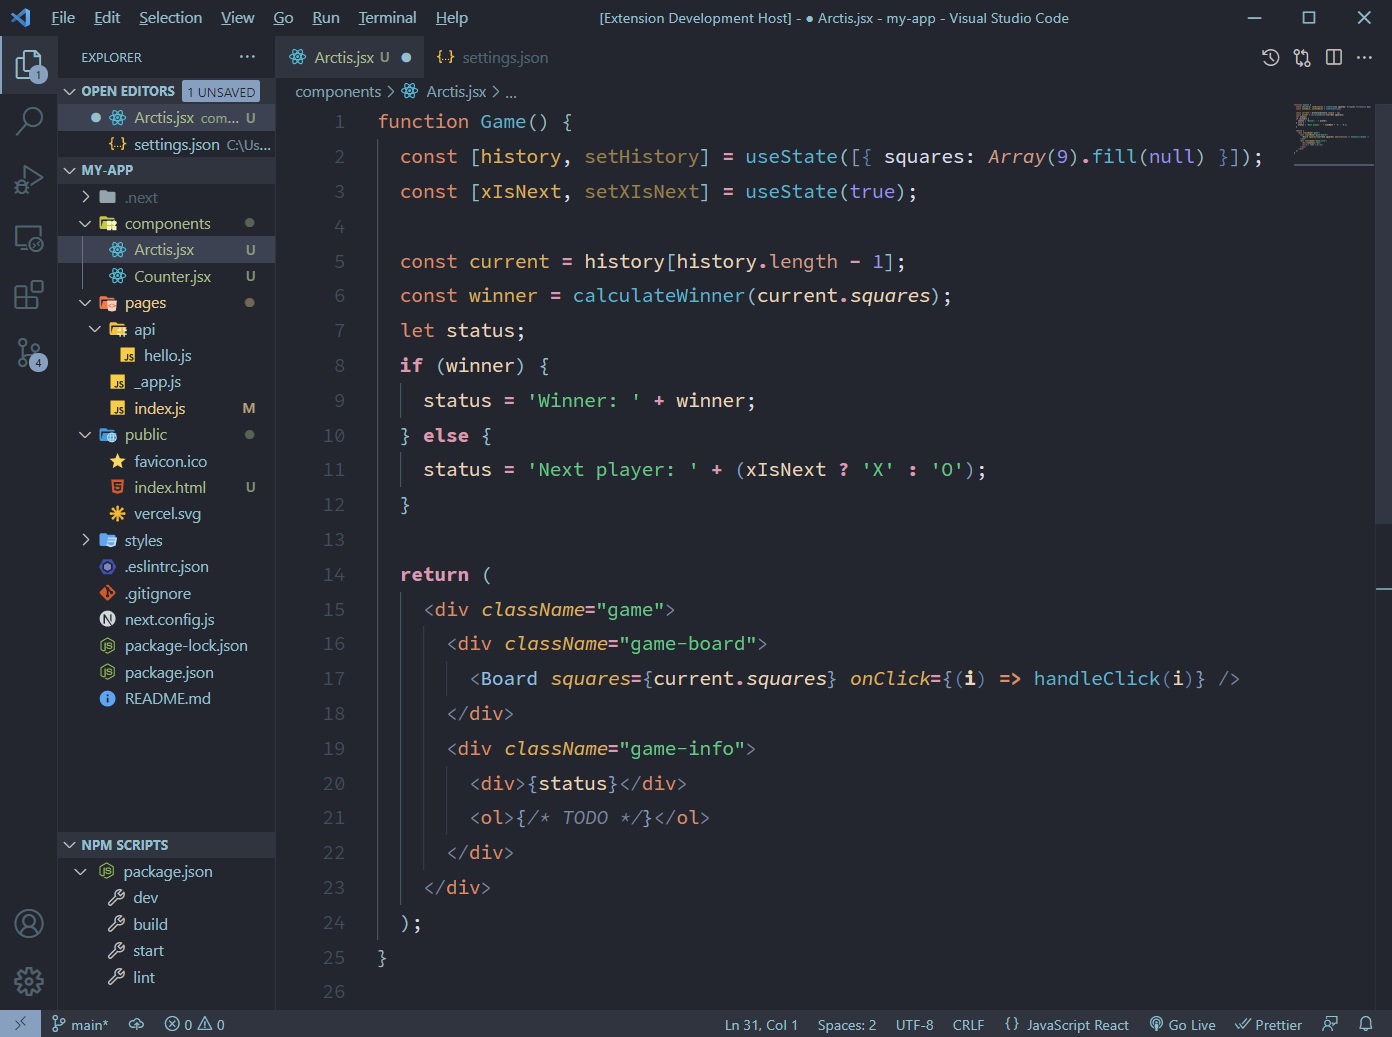 File Edit Selection View Go Run Terminal Help
[Extension Development Host] - ● Arctis.jsx - my-app - Visual Studio Code
1
4
EXPLORER ···
OPEN EDITORS 1 UNSAVED
● Arctis.jsx com... U
settings.json C:\Us...
MY-APP
.next
components
Arctis.jsx U
Counter.jsx U
pages
api
JS hello.js
JS _app.js
JS index.js M
public
favicon.ico
index.html U
vercel.svg
styles
.eslintrc.json
.gitignore
N next.config.js
package-lock.json
package.json
README.md
NPM SCRIPTS
package.json
dev
build
start
lint
Arctis.jsx U ● {..} settings.json
components > Arctis.jsx > ...
1 function Game() {
2 const [history, setHistory] = useState([{ squares: Array(9).fill(null) }]);
3 const [xIsNext, setXIsNext] = useState(true);
4
5 const current = history[history.length - 1];
6 const winner = calculateWinner(current.squares);
7 let status;
8 if (winner) {
9 status = 'Winner: ' + winner;
10 } else {
11 status = 'Next player: ' + (xIsNext ? 'X' : 'O');
12 }
13
14 return (
15 <div className="game">
16 <div className="game-board">
17 <Board squares={current.squares} onClick={(i) => handleClick(i)} />
18 </div>
19 <div className="game-info">
20 <div>{status}</div>
21 <ol>{/* TODO */}</ol>
22 </div>
23 </div>
24 );
25 }
26
main* 0 0 Ln 31, Col 1 Spaces: 2 UTF-8 CRLF {} JavaScript React Go Live Prettier